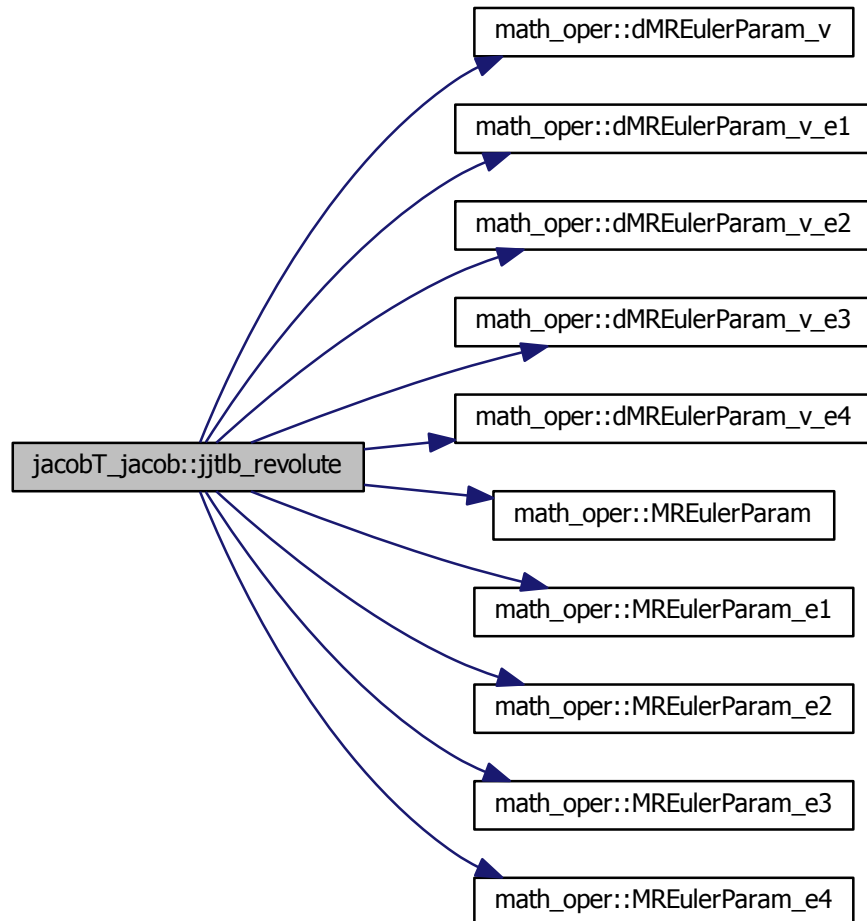 math_oper::dMREulerParam_v
math_oper::dMREulerParam_v_e1
math_oper::dMREulerParam_v_e2
math_oper::dMREulerParam_v_e3
math_oper::dMREulerParam_v_e4
jacobT_jacob::jjtlb_revolute
math_oper::MREulerParam
math_oper::MREulerParam_e1
math_oper::MREulerParam_e2
math_oper::MREulerParam_e3
math_oper::MREulerParam_e4